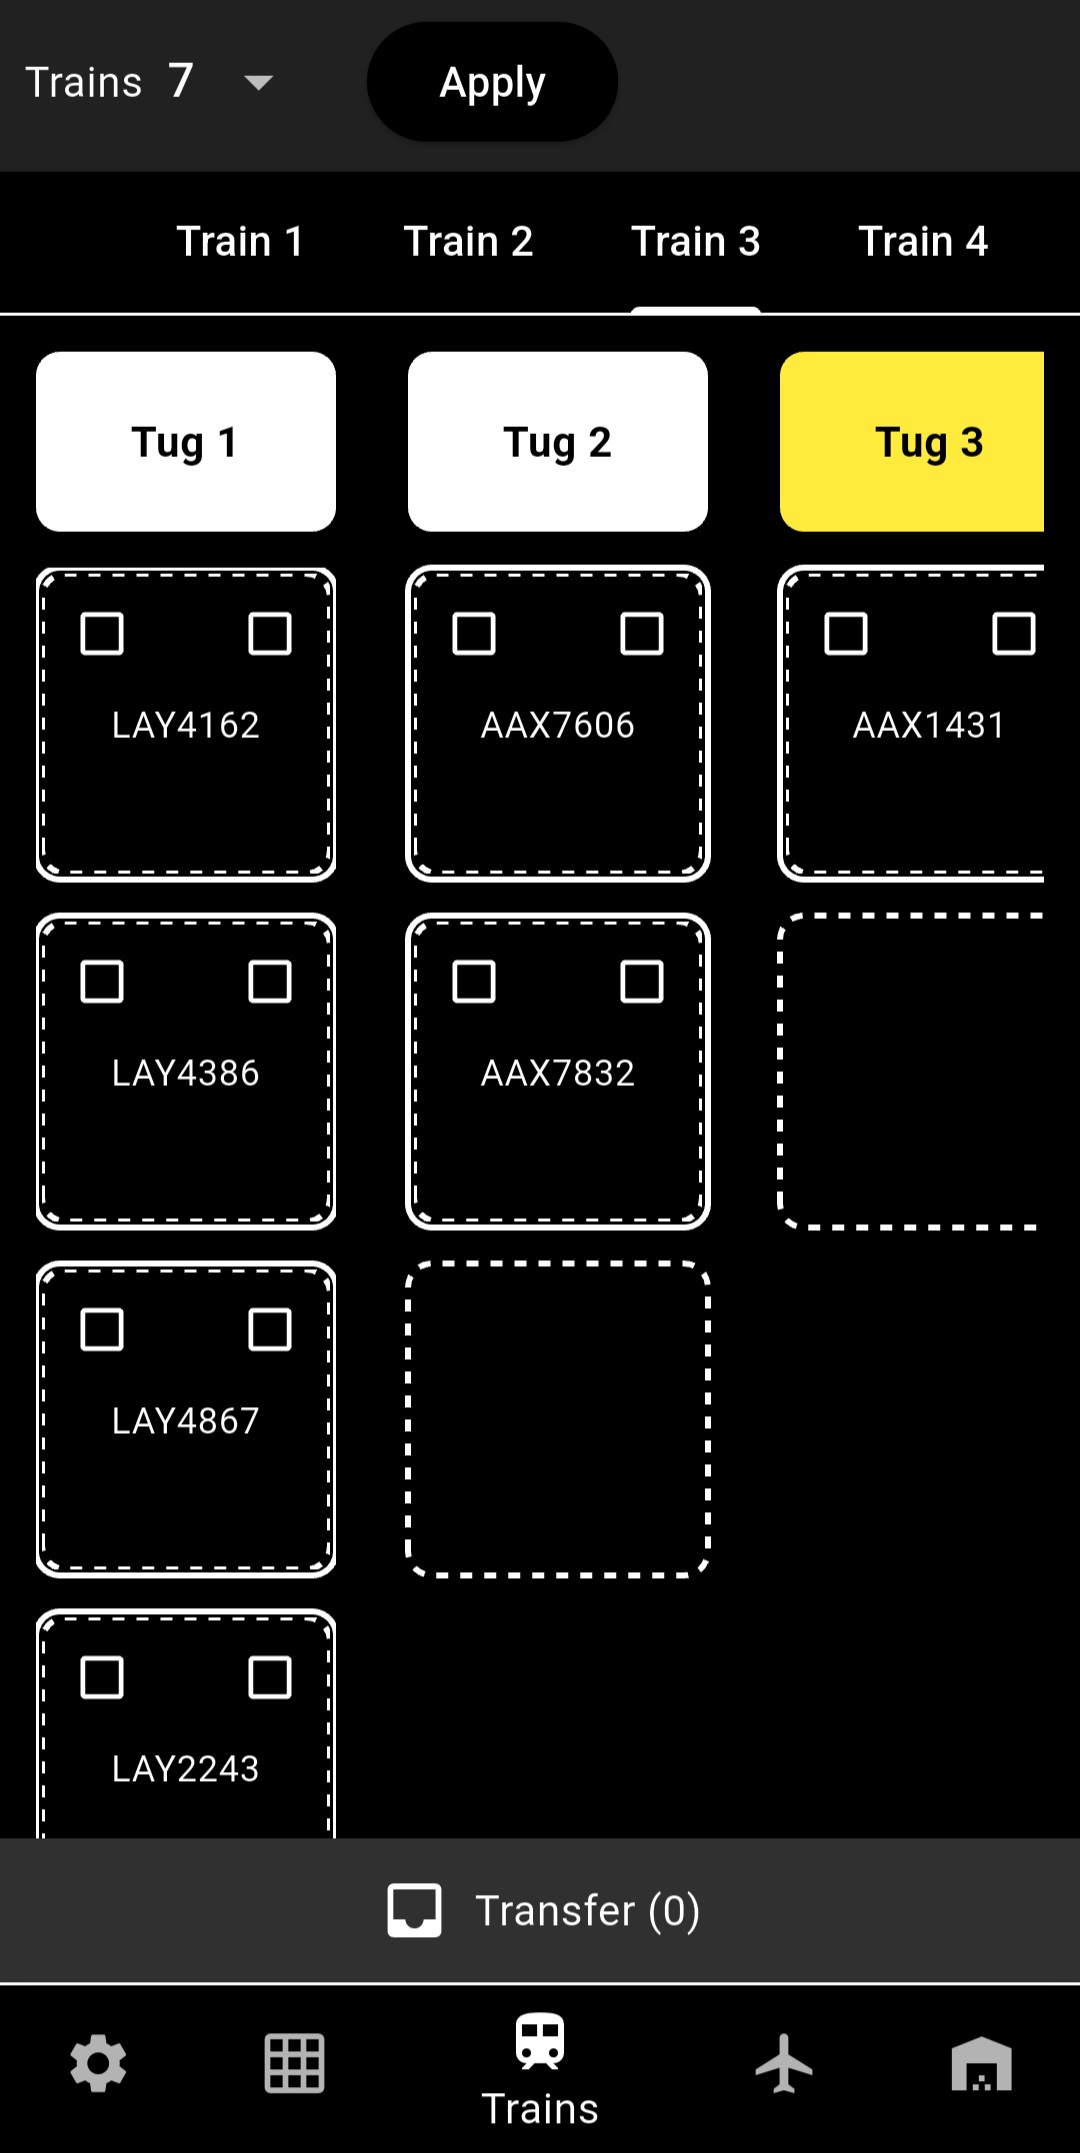 Trains 7
Apply
Train 1
Train 2
Train 3
Train 4
Tug 1
Tug 2
Tug 3
LAY4162
AAX7606
AAX1431
LAY4386
AAX7832
LAY4867
LAY2243
Transfer (0)
Trains